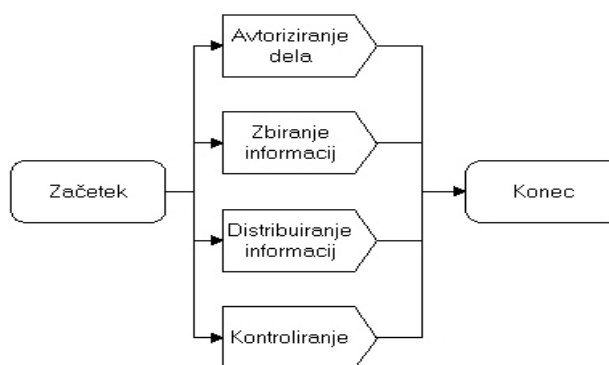 Avtoriziranje
dela
Zbiranje
informacij
Začetek
Konec
Distribuiranje
informacij
Kontroliranje